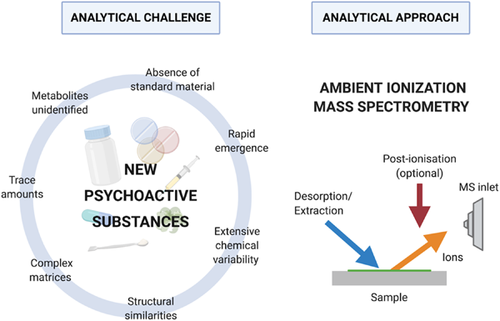 ANALYTICAL CHALLENGE
Absence of
standard material
Metabolites
unidentified
Rapid
emergence
Trace
amounts
NEW
PSYCHOACTIVE
SUBSTANCES
Extensive
chemical
variability
Complex
matrices
Structural
similarities
ANALYTICAL APPROACH
AMBIENT IONIZATION
MASS SPECTROMETRY
Post-ionisation
(optional)
MS inlet
Desorption/
Extraction
Ions
Sample